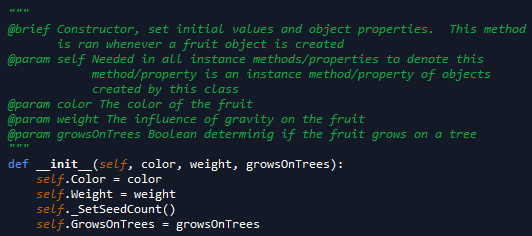 """
@brief Constructor, set initial values and object properties.  This method
       is ran whenever a fruit object is created
@param self Needed in all instance methods/properties to denote this
            method/property is an instance method/property of objects
            created by this class
@param color The color of the fruit
@param weight The influence of gravity on the fruit
@param growsOnTrees Boolean determinig if the fruit grows on a tree
"""
def __init__(self, color, weight, growsOnTrees):
    self.Color = color
    self.Weight = weight
    self._SetSeedCount()
    self.GrowsOnTrees = growsOnTrees